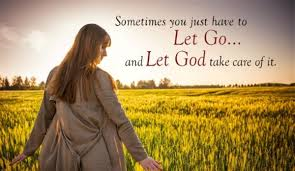 Sometimes you just have to
Let Go...
and Let God take care of it.